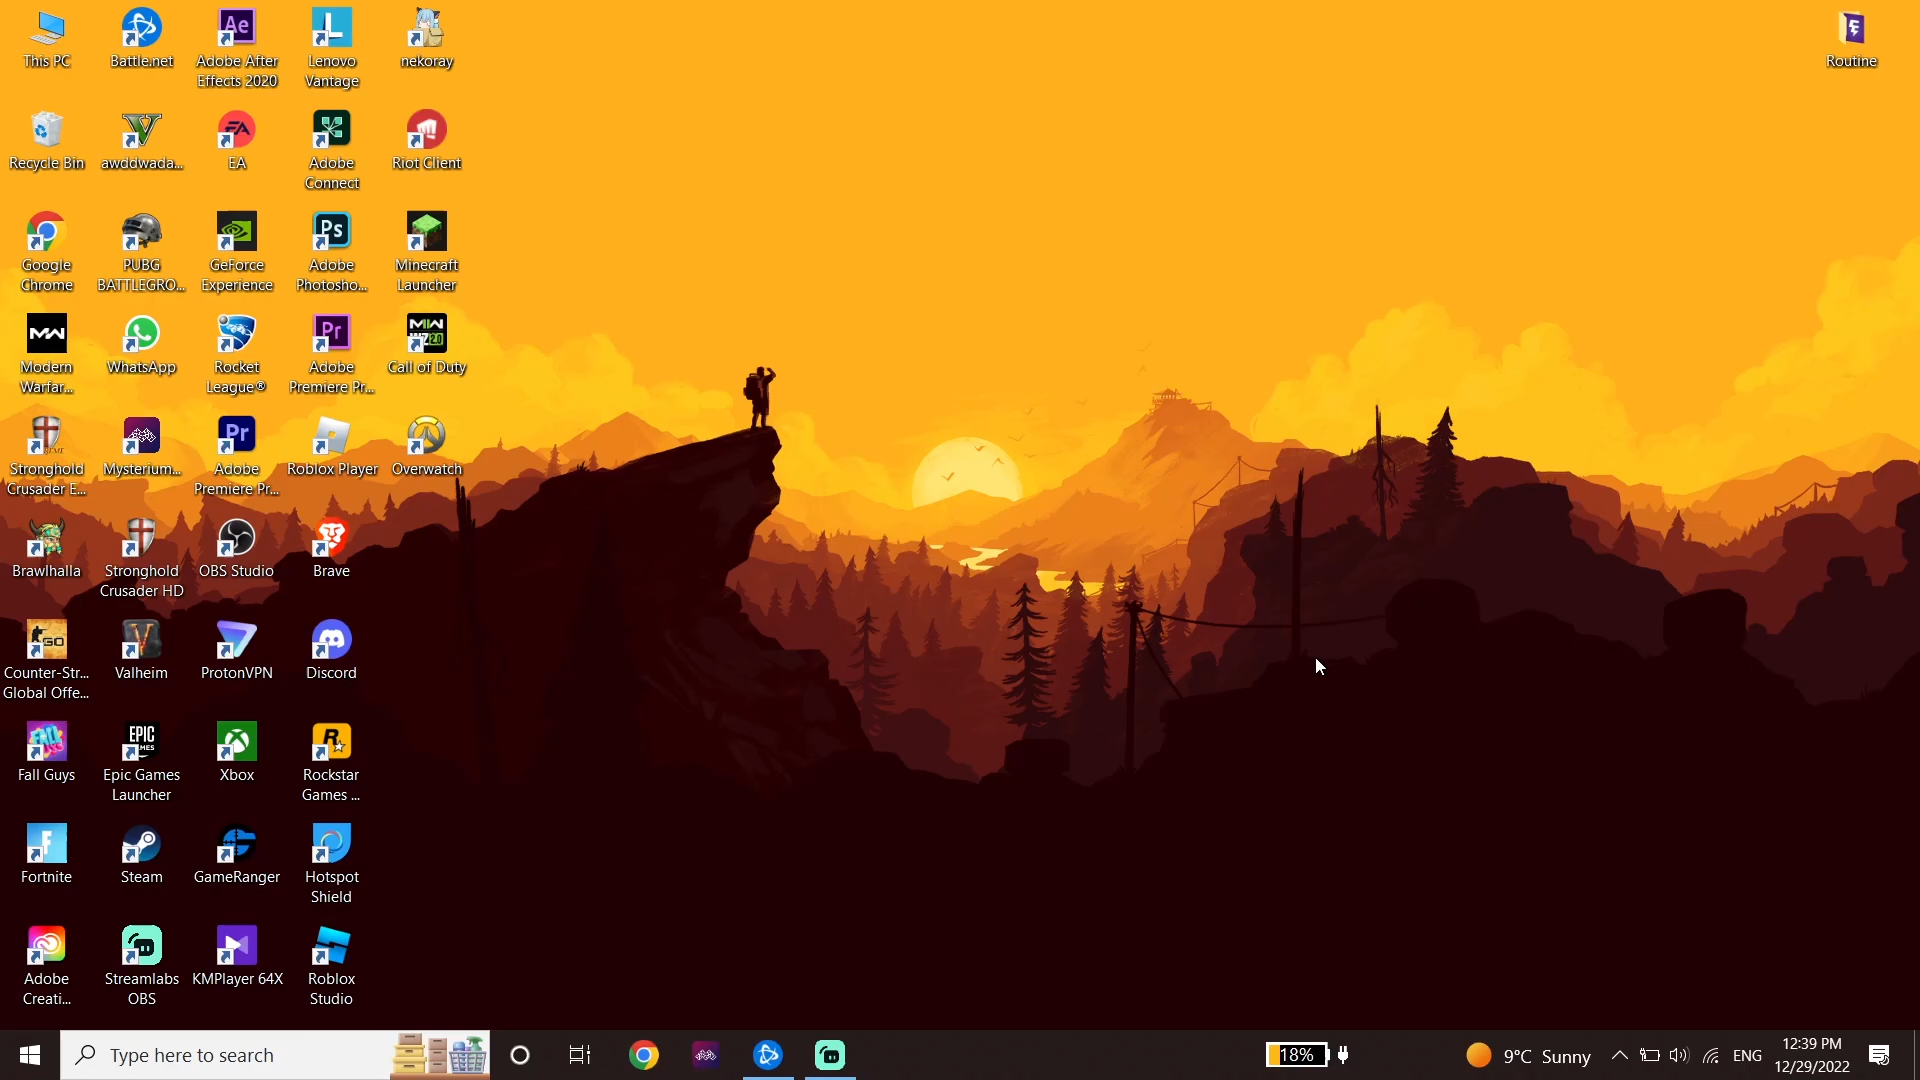 This PC
Battle.net
Adobe After
Effects 2020
Lenovo
Vantage
nekoray
Routine
Recycle Bin
awddwada...
EA
Adobe
Connect
Riot Client
Google
Chrome
PUBG
BATTLEGRO...
GeForce
Experience
Adobe
Photosho...
Minecraft
Launcher
Modern
Warfar...
WhatsApp
Rocket
League®
Adobe
Premiere Pr...
Call of Duty
Stronghold
Crusader E...
Mysterium...
Adobe
Premiere Pr...
Roblox Player
Overwatch
Brawlhalla
Stronghold
Crusader HD
OBS Studio
Brave
Counter-Str...
Global Offe...
Valheim
ProtonVPN
Discord
Fall Guys
Epic Games
Launcher
Xbox
Rockstar
Games ...
Fortnite
Steam
GameRanger
Hotspot
Shield
Adobe
Creati...
Streamlabs
OBS
KMPlayer 64X
Roblox
Studio
Type here to search
18%
9°C Sunny
ENG
12:39 PM
12/29/2022